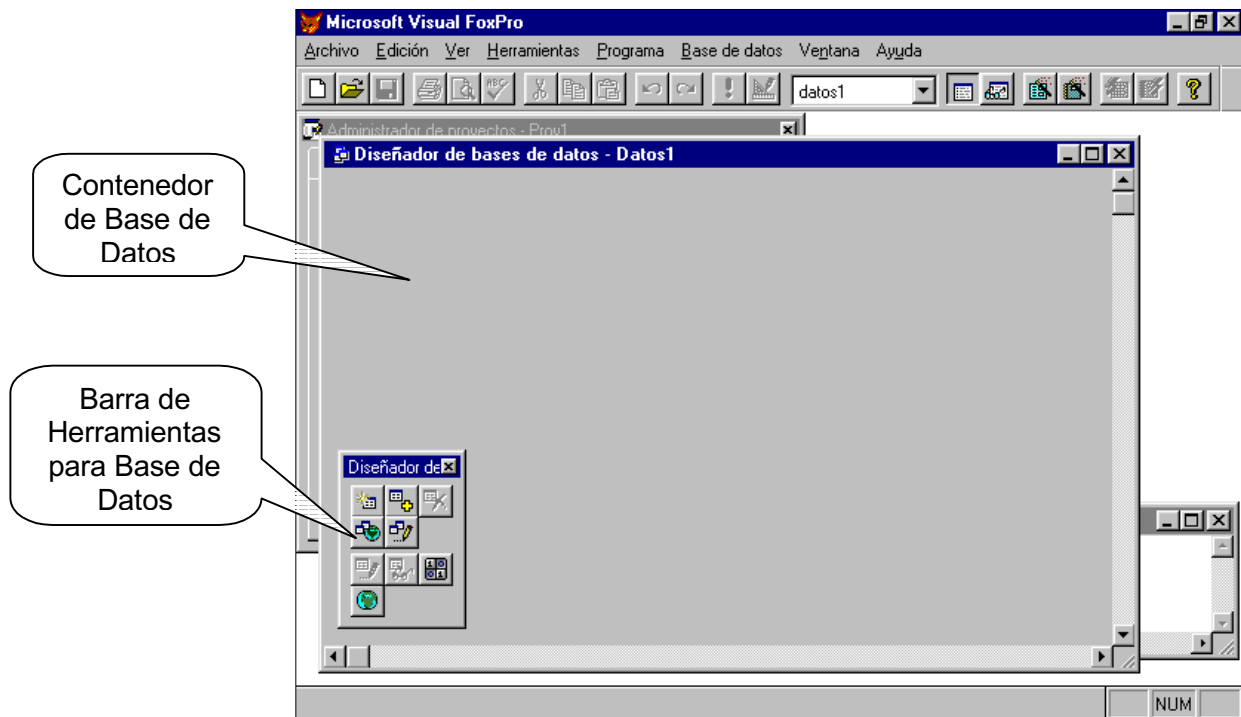 Microsoft Visual FoxPro
Archivo Edición Ver Herramientas Programa Base de datos Ventana Ayuda
datos1
Administrador de proyectos - Proy1
Diseñador de bases de datos - Datos1
Contenedor
de Base de
Datos
Barra de
Herramientas
para Base de
Datos
Diseñador de
NUM